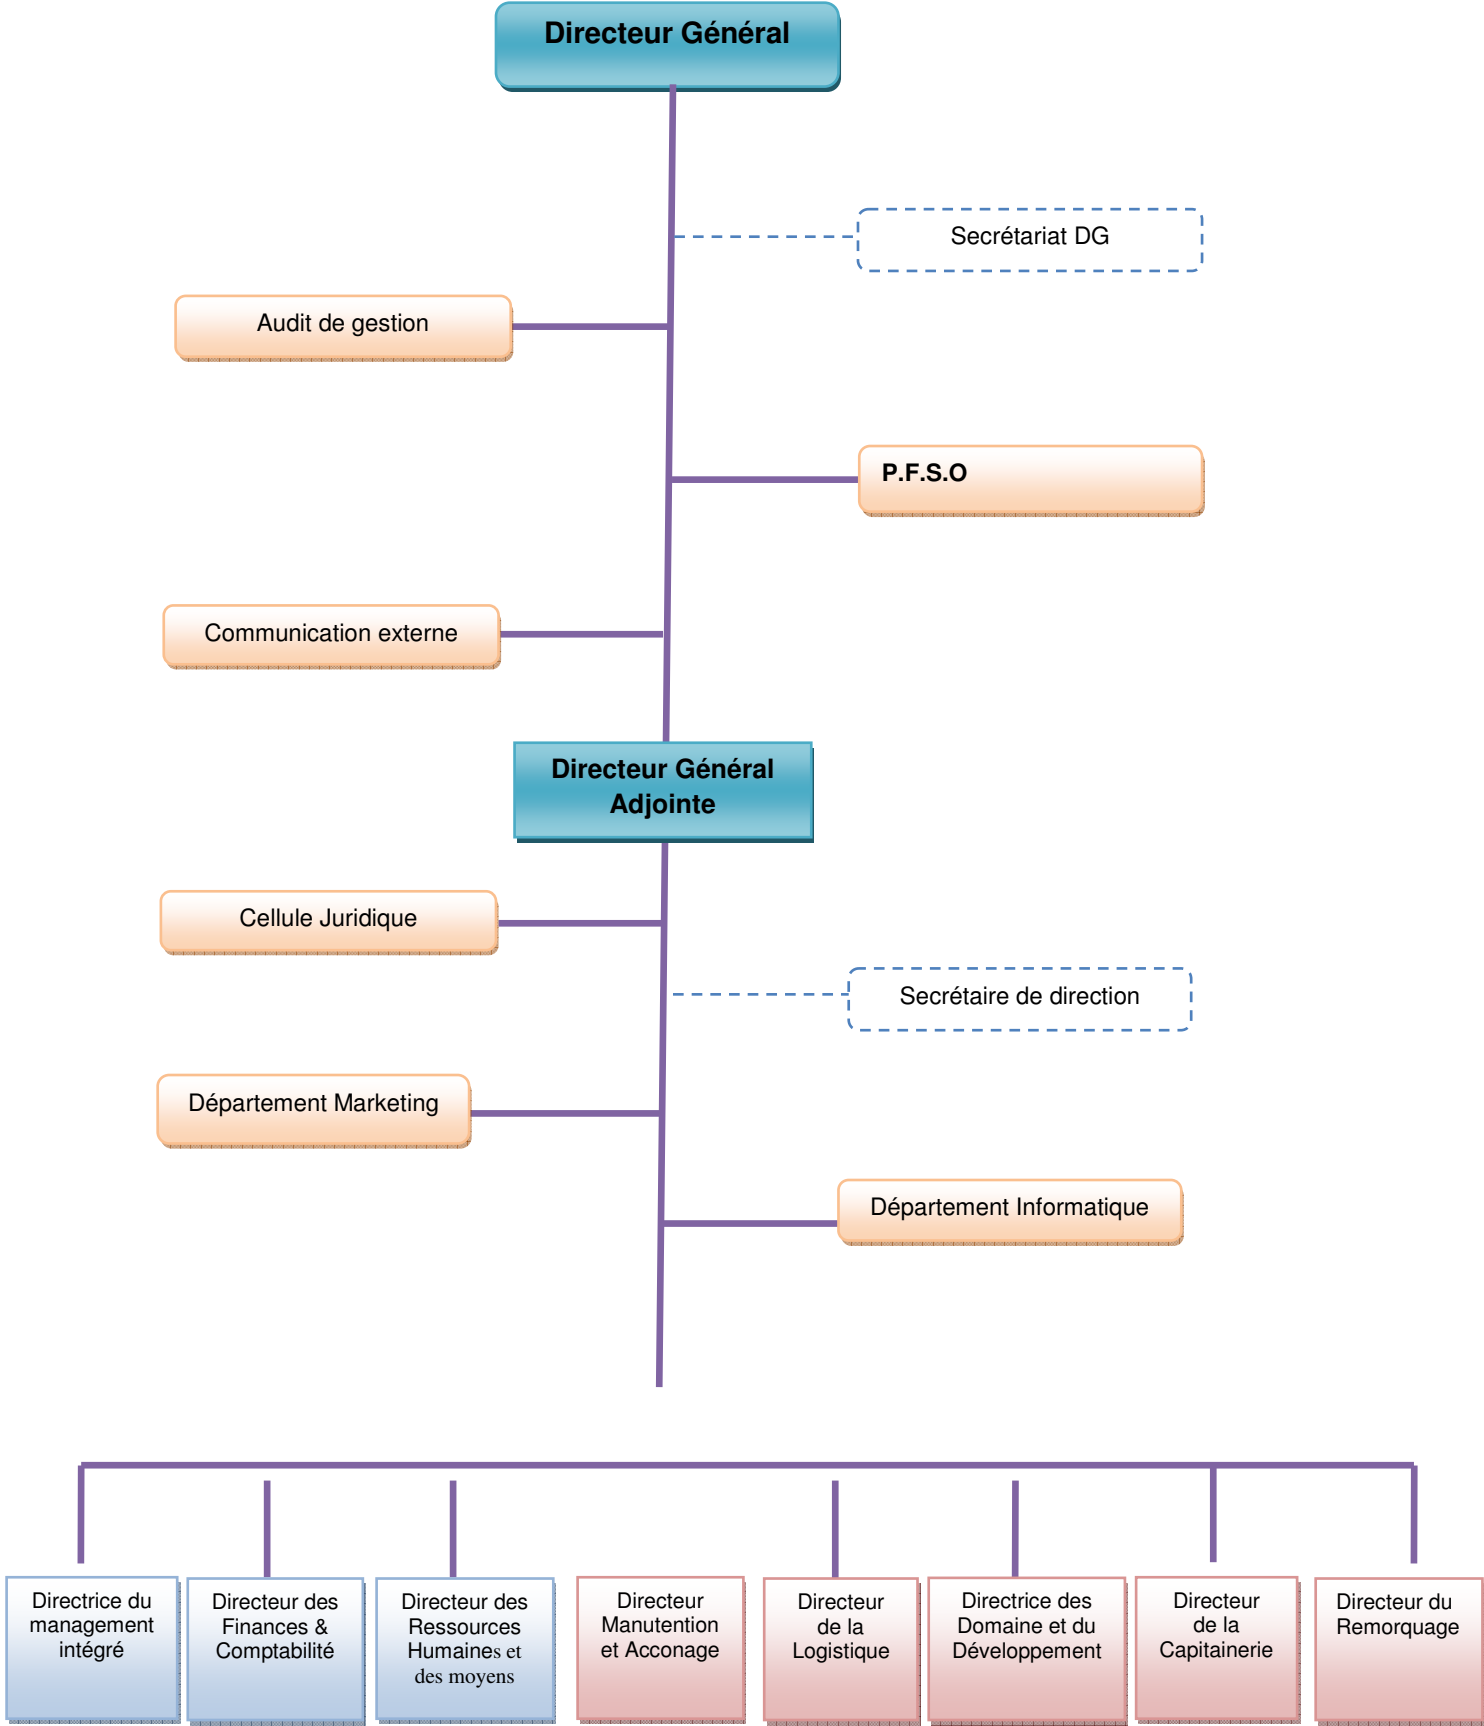 Directeur Général
Secrétariat DG
Audit de gestion
P.F.S.O
Communication externe
Directeur Général
Adjointe
Cellule Juridique
Secrétaire de direction
Département Marketing
Département Informatique
Directrice du
management
intégré
Directeur des
Finances &
Comptabilité
Directeur des
Ressources
Humaines et
des moyens
Directeur
Manutention
et Acconage
Directeur
de la
Logistique
Directrice des
Domaine et du
Développement
Directeur
de la
Capitainerie
Directeur du
Remorquage